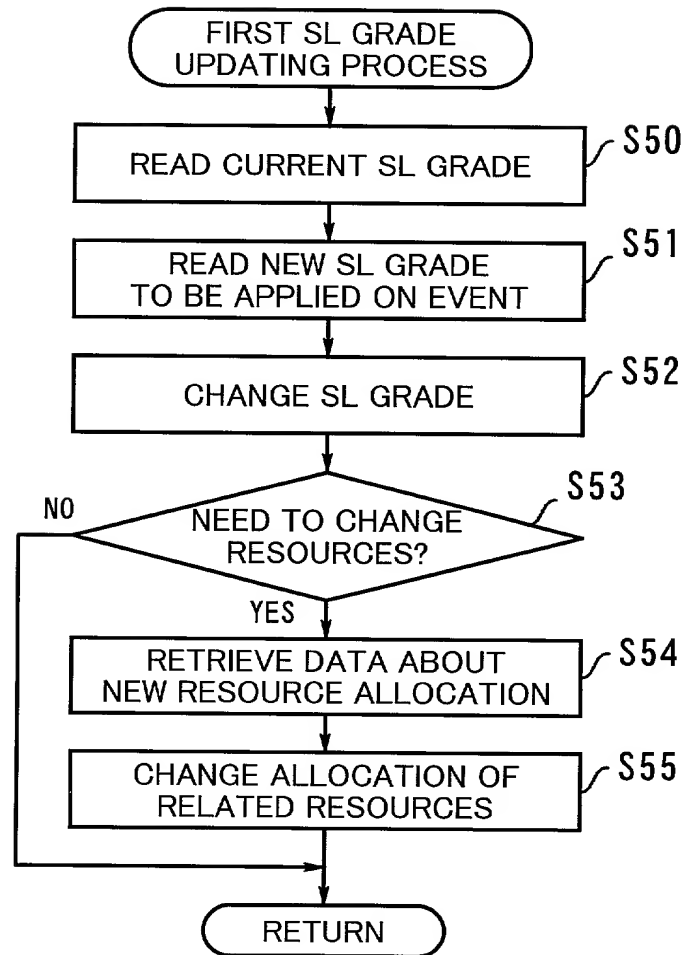 FIRST SL GRADE
UPDATING PROCESS
READ CURRENT SL GRADE
S50
READ NEW SL GRADE
TO BE APPLIED ON EVENT
S51
CHANGE SL GRADE
S52
NEED TO CHANGE
RESOURCES?
S53
NO
YES
RETRIEVE DATA ABOUT
NEW RESOURCE ALLOCATION
S54
CHANGE ALLOCATION OF
RELATED RESOURCES
S55
RETURN